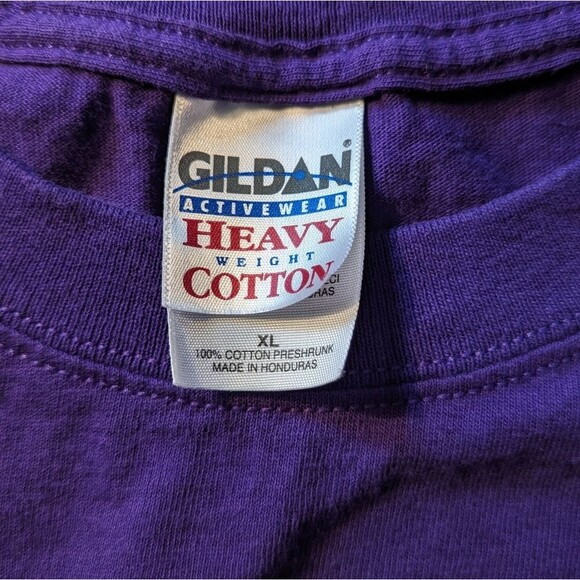 GILDAN®
ACTIVEWEAR
HEAVY
WEIGHT
COTTON
XL
100% COTTON PRESHRUNK
MADE IN HONDURAS